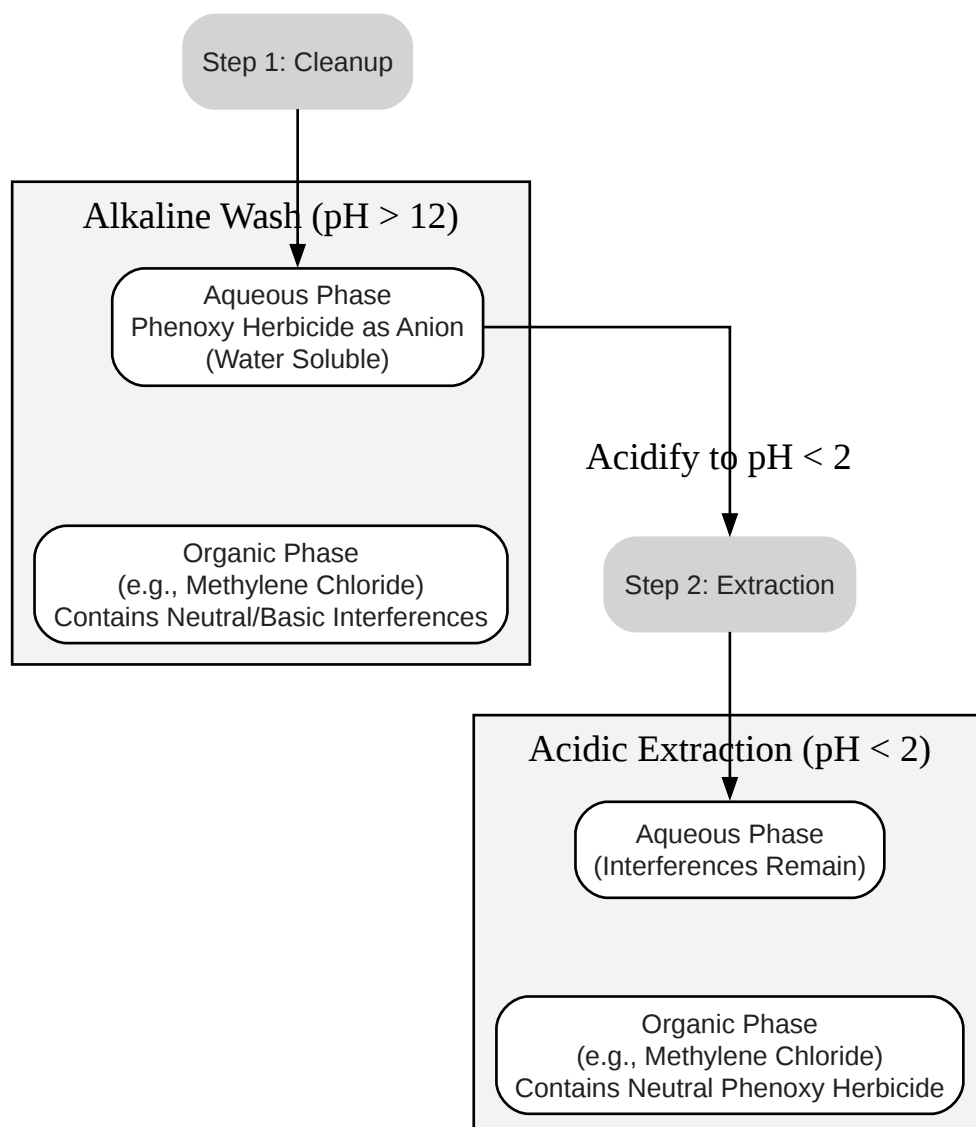 Step 1: Cleanup
Alkaline Wash (pH > 12)
Aqueous Phase
Phenoxy Herbicide as Anion
(Water Soluble)
Organic Phase
(e.g., Methylene Chloride)
Contains Neutral/Basic Interferences
Acidify to pH < 2
Step 2: Extraction
Acidic Extraction (pH < 2)
Aqueous Phase
(Interferences Remain)
Organic Phase
(e.g., Methylene Chloride)
Contains Neutral Phenoxy Herbicide